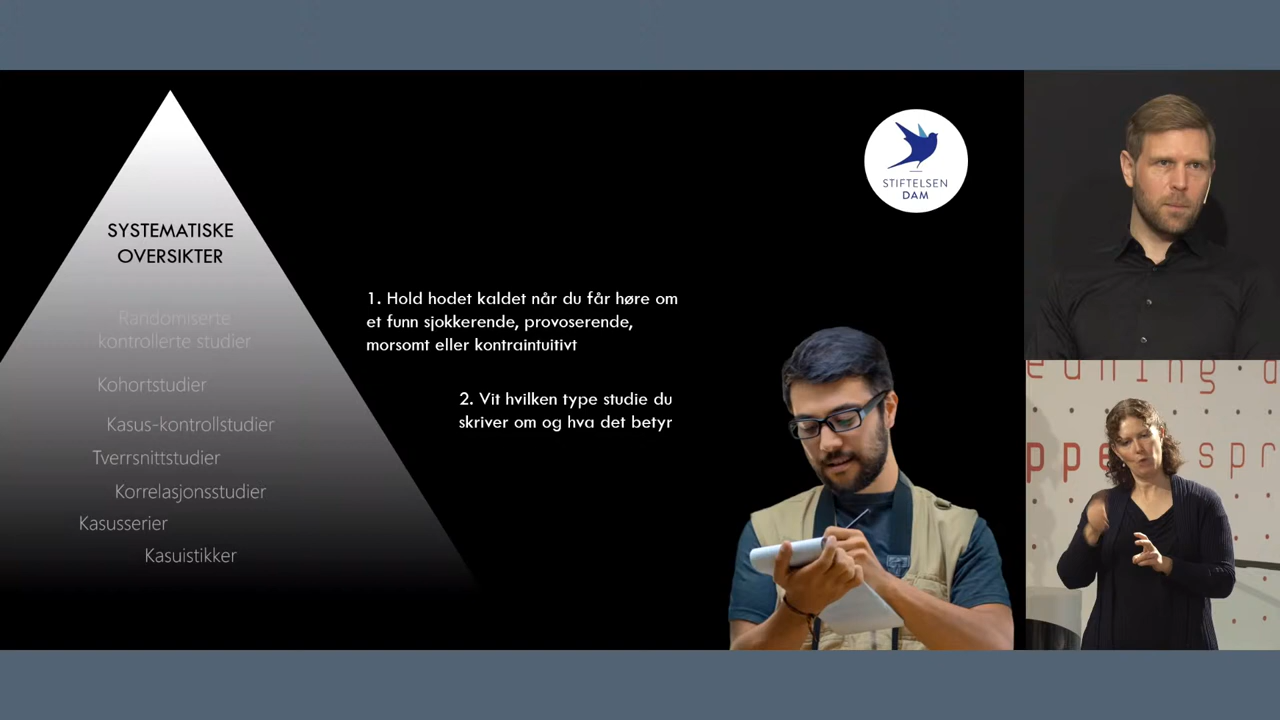 SYSTEMATISKE
OVERSIKTER
Randomiserte
kontrollerte studier
Kohortstudier
Kasus-kontrollstudier
Tverrsnittstudier
Korrelasjonsstudier
Kasusserier
Kasuistikker
1. Hold hodet kaldet når du får høre om
et funn sjokkerende, provoserende,
morsomt eller kontraintuitivt
2. Vit hvilken type studie du
skriver om og hva det betyr
STIFTELSEN
DAM